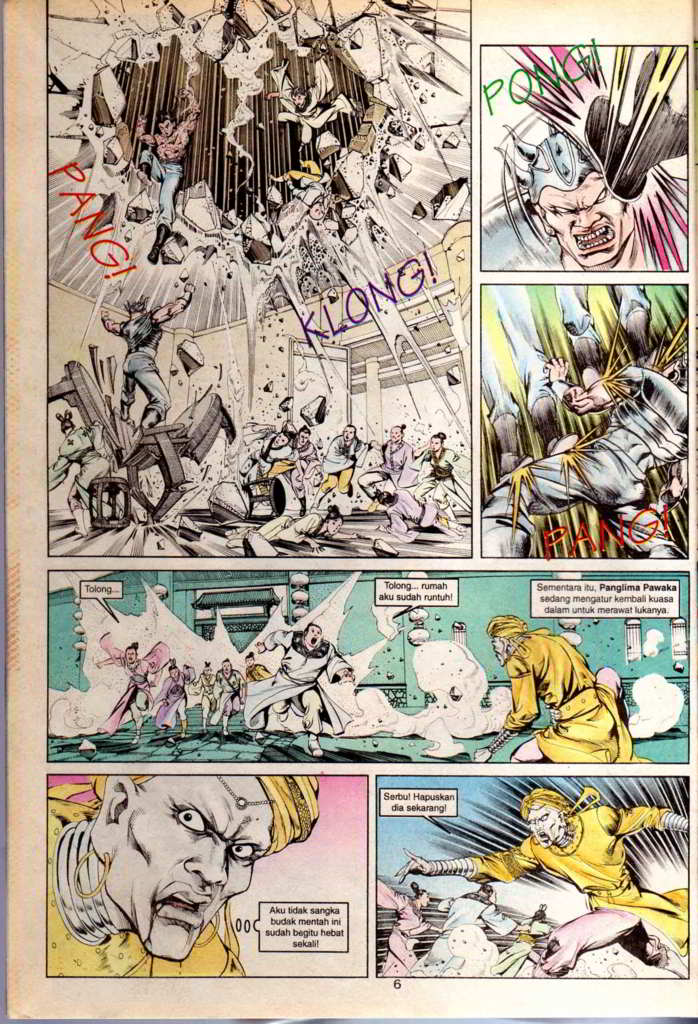 PANG!
KLONG!
PONG!
PANG!
Tolong...
Tolong... rumah
aku sudah runtuh!
Sementara itu, Panglima Pawaka
sedang mengatur kembali kuasa
dalam untuk merawat lukanya.
Aku tidak sangka
budak mentah ini
sudah begitu hebat
sekali!
Serbu! Hapuskan
dia sekarang!
6